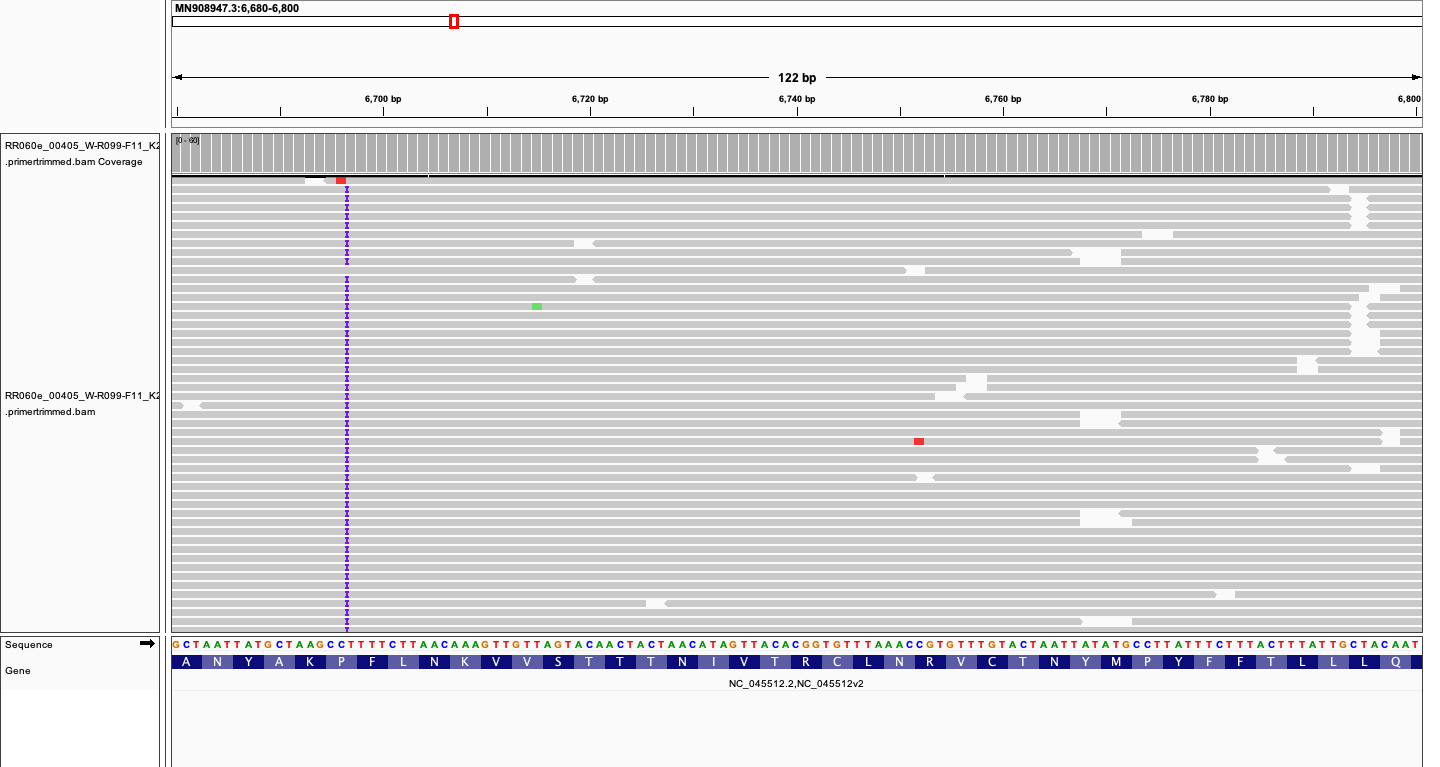 MN908947.3:6,680-6,800
122 bp
6,700 bp 6,720 bp 6,740 bp 6,760 bp 6,780 bp 6,800
RR060e_00405_W-R099-F11_K2
.primertrimmed.bam Coverage
[0 - 60]
RR060e_00405_W-R099-F11_K2
.primertrimmed.bam
Sequence
GCTAATTATGCTAAGCCTTTTCTTAACAAAGTTGTTAGTACAACTACTAACATAGTTACACGGTGTTTAAACCGTGTTTGTACTAATTATATGCCTTATTTCTTTACTTTATTGCTACAAT
Gene
A N Y A K P F L N K V V S T T T N I V T R C L N R V C T N Y M P Y F F T L L L Q
NC_045512.2,NC_045512v2